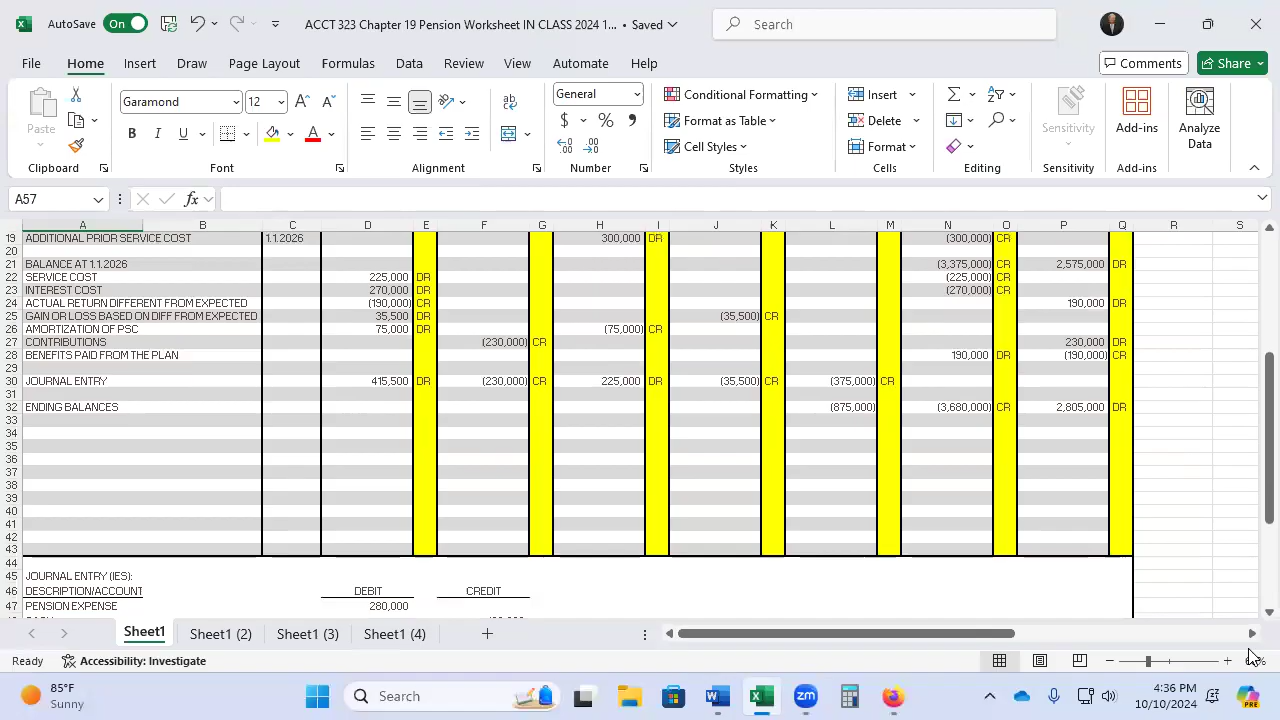 AutoSave On ACCT 323 Chapter 19 Pension Worksheet IN CLASS 2024 1... • Saved Search
File Home Insert Draw Page Layout Formulas Data Review View Automate Help Comments Share
Paste Garamond 12 General Conditional Formatting Insert Sensitivity Add-ins Analyze Data
B I U A $ % , Format as Table Delete
Cell Styles Format
Clipboard Font Alignment Number Styles Cells Editing Sensitivity Add-ins
A57 fx
A B C D E F G H I J K L M N O P Q R S
19 ADDITIONAL PRIOR SERVICE COST 1.1.2026 300,000 DR (300,000) CR
20
21 BALANCE AT 1.1.2026 (3,375,000) CR 2,575,000 DR
22 SERVICE COST 225,000 DR (225,000) CR
23 INTEREST COST 270,000 DR (270,000) CR
24 ACTUAL RETURN DIFFERENT FROM EXPECTED (190,000) CR 190,000 DR
25 GAIN OR LOSS BASED ON DIFF FROM EXPECTED 35,500 DR (35,500) CR
26 AMORTIZATION OF PSC 75,000 DR (75,000) CR
27 CONTRIBUTIONS (230,000) CR 230,000 DR
28 BENEFITS PAID FROM THE PLAN 190,000 DR (190,000) CR
29
30 JOURNAL ENTRY 415,500 DR (230,000) CR 225,000 DR (35,500) CR (375,000) CR
31
32 ENDING BALANCES (875,000) (3,680,000) CR 2,805,000 DR
33
34
35
36
37
38
39
40
41
42
43
44
45 JOURNAL ENTRY (IES):
46 DESCRIPTION/ACCOUNT DEBIT CREDIT
47 PENSION EXPENSE 280,000
Sheet1 Sheet1 (2) Sheet1 (3) Sheet1 (4)
Ready Accessibility: Investigate
85°F
Sunny
Search
4:36 PM
10/10/2024
PRE